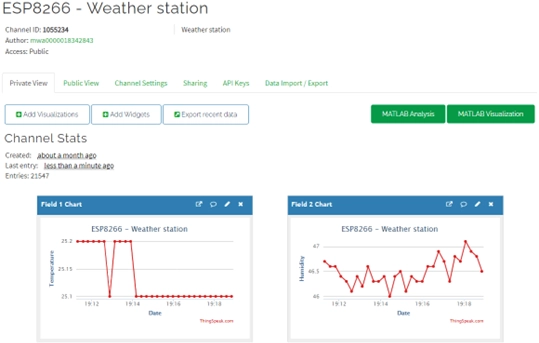 ESP8266 - Weather station
Channel ID: 1055234
Weather station
Author: mwa0000018342843
Access: Public
Private View Public View Channel Settings Sharing API Keys Data Import / Export
Add Visualizations Add Widgets Export recent data MATLAB Analysis MATLAB Visualization
Channel Stats
Created: about a month ago
Last entry: less than a minute ago
Entries: 21547
Field 1 Chart
ESP8266 - Weather station
Temperature
25.2
25.15
25.1
19:12 19:14 19:16 19:18
Date
ThingSpeak.com
Field 2 Chart
ESP8266 - Weather station
Humidity
47
46.5
46
19:12 19:14 19:16 19:18
Date
ThingSpeak.com